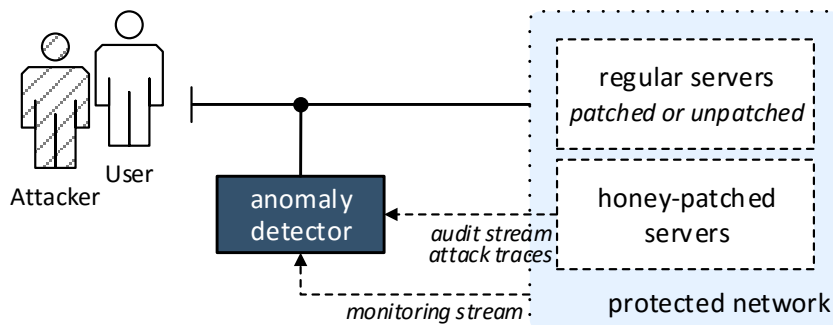 Attacker
User
anomaly
detector
regular servers
patched or unpatched
honey-patched
servers
audit stream
attack traces
monitoring stream
protected network